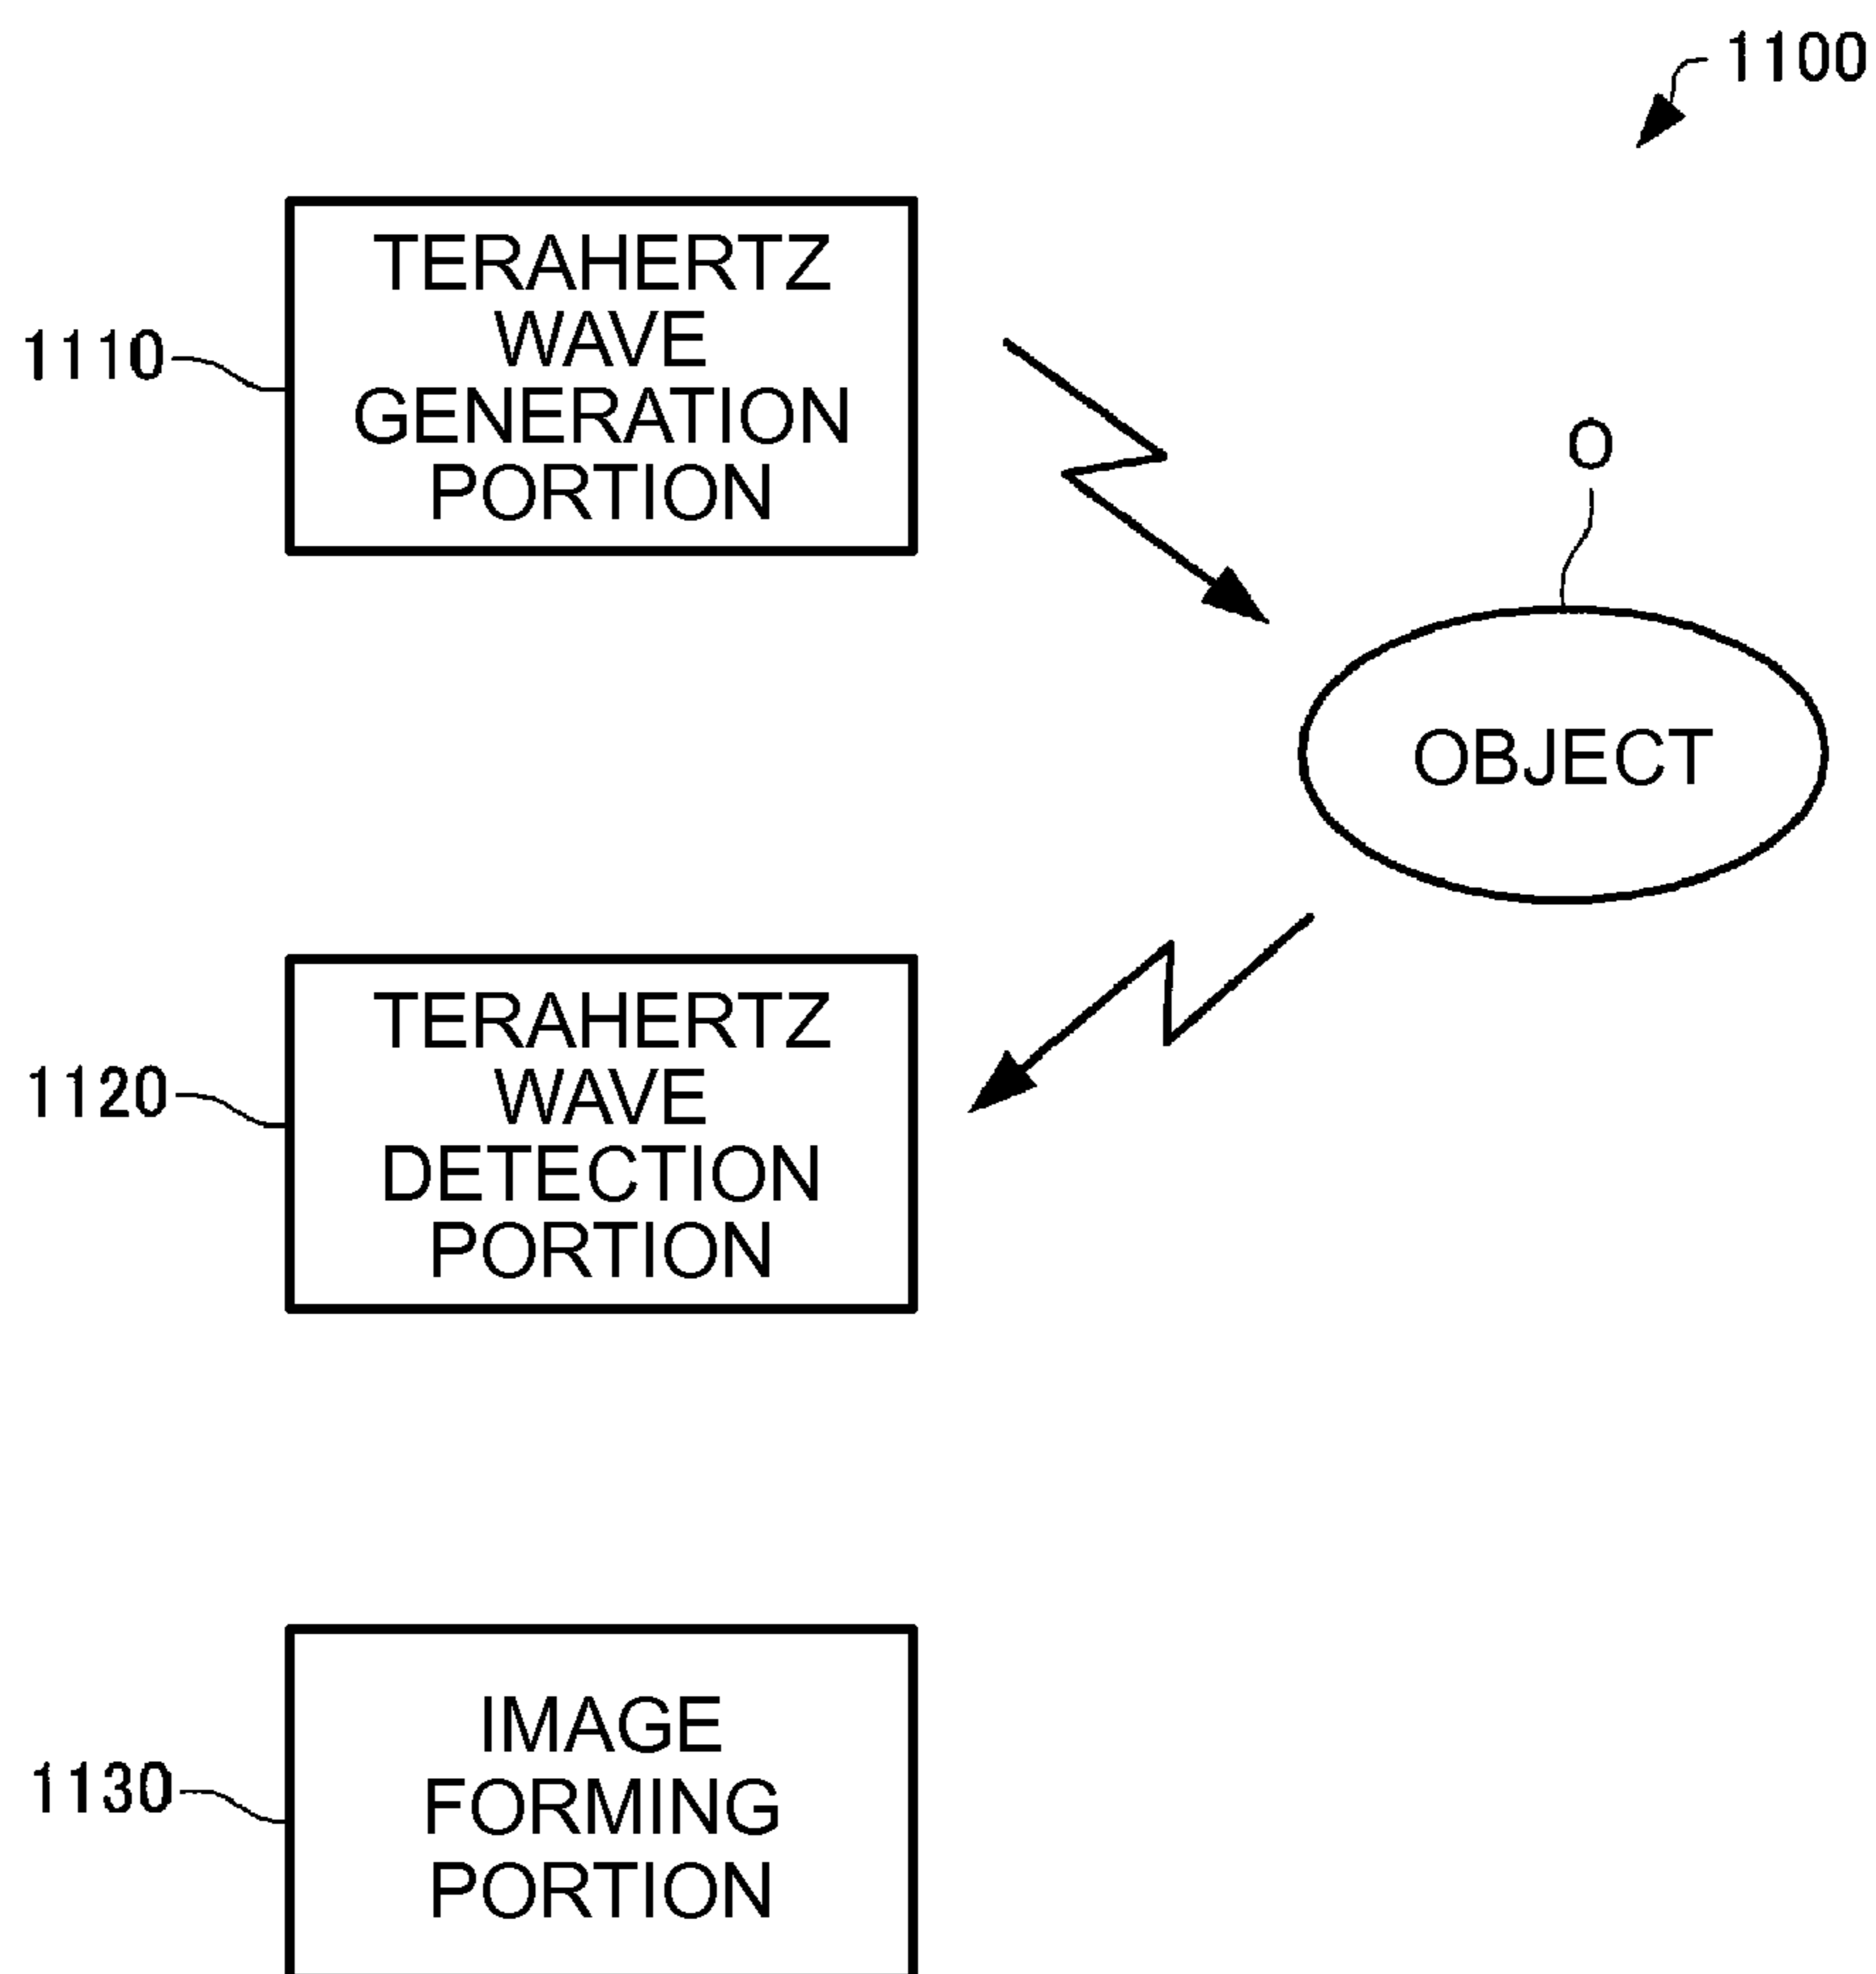 1100
TERAHERTZ
WAVE
GENERATION
PORTION
1110
O
OBJECT
TERAHERTZ
WAVE
DETECTION
PORTION
1120
IMAGE
FORMING
PORTION
1130